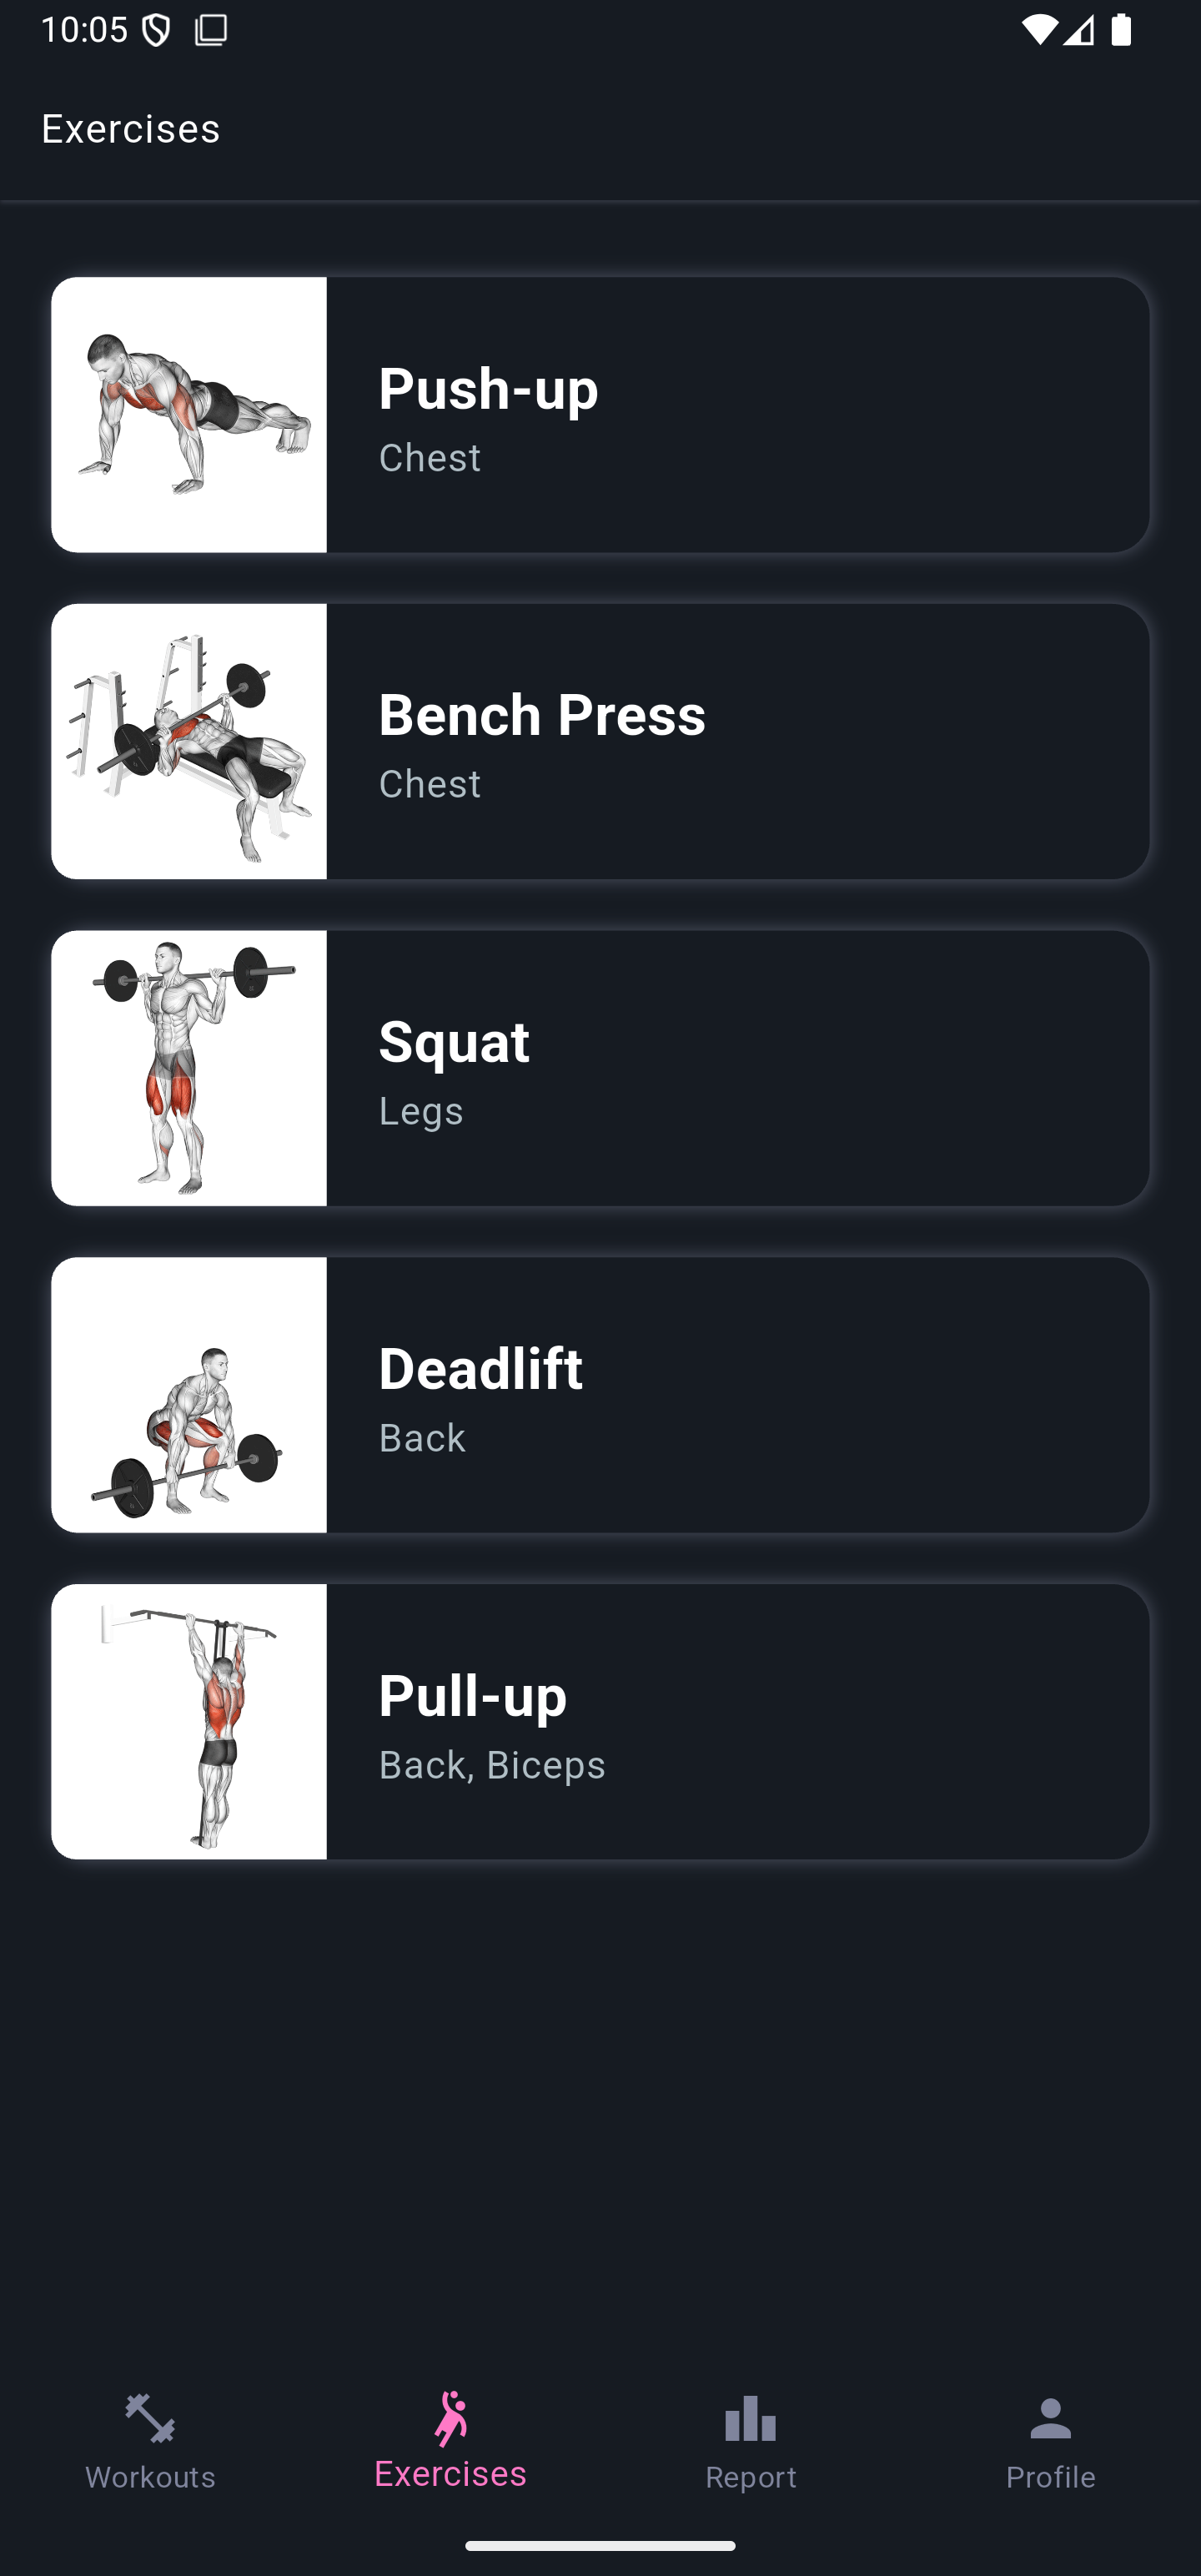 10:05
Exercises
Push-up
Chest
Bench Press
Chest
Squat
Legs
Deadlift
Back
Pull-up
Back, Biceps
Workouts
Exercises
Report
Profile